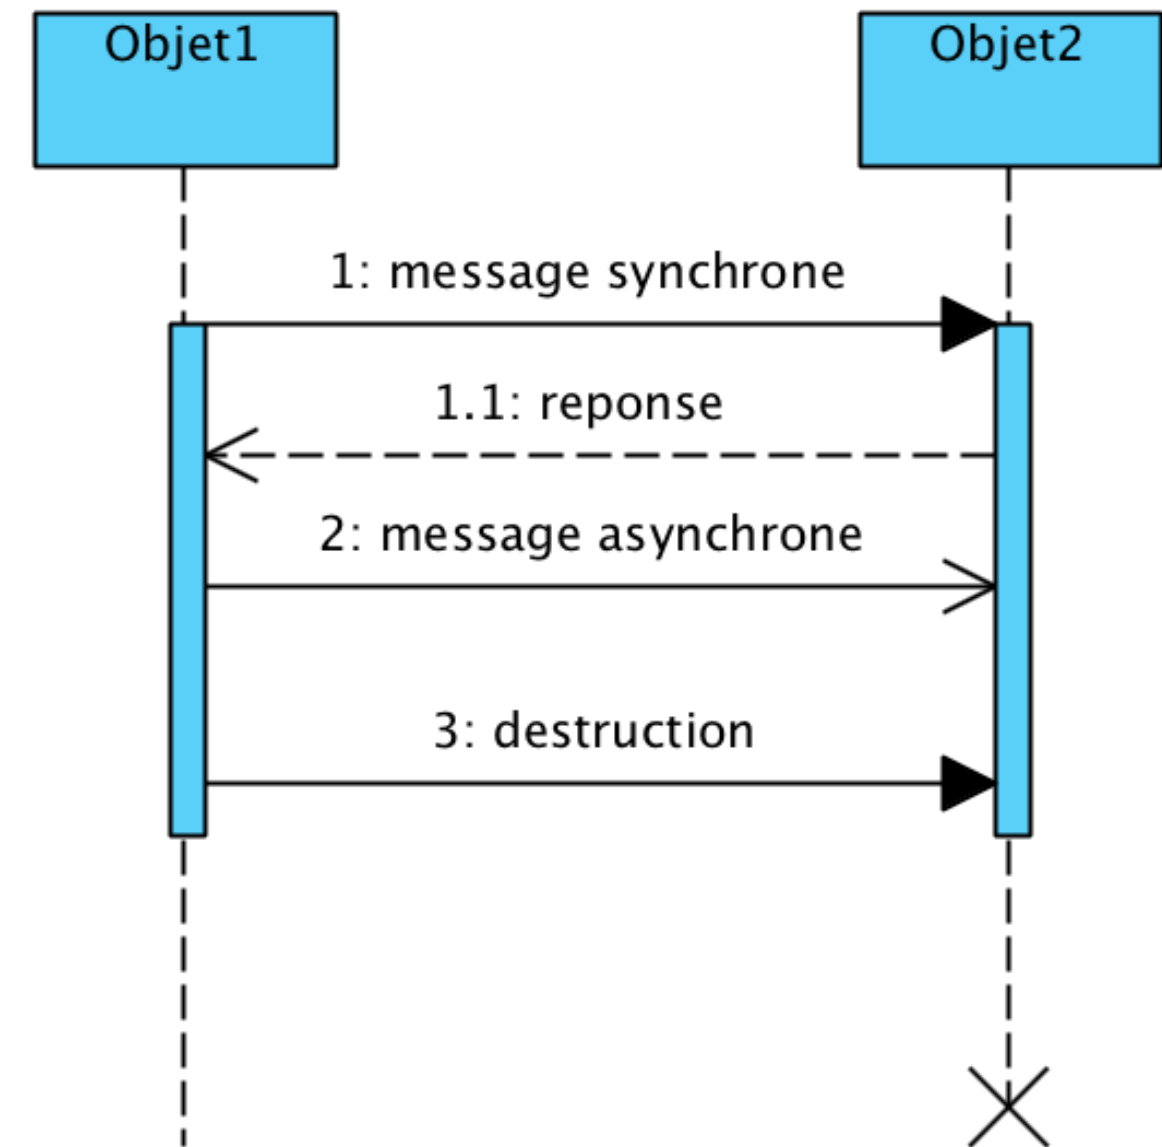 Objet1
Objet2
1: message synchrone
1.1: reponse
2: message asynchrone
3: destruction